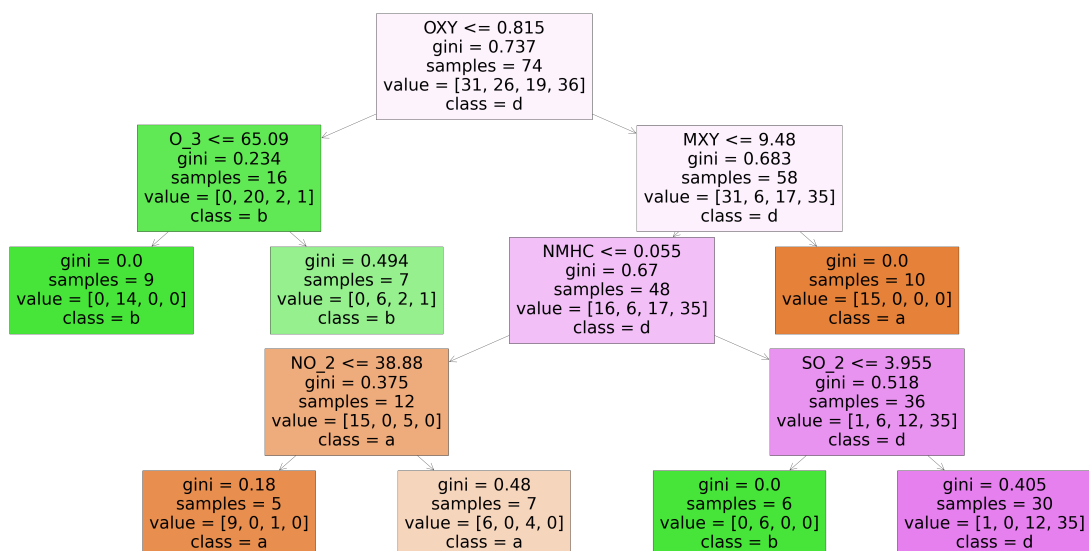 OXY <= 0.815
gini = 0.737
samples = 74
value = [31, 26, 19, 36]
class = d
O_3 <= 65.09
gini = 0.234
samples = 16
value = [0, 20, 2, 1]
class = b
MXY <= 9.48
gini = 0.683
samples = 58
value = [31, 6, 17, 35]
class = d
gini = 0.0
samples = 9
value = [0, 14, 0, 0]
class = b
gini = 0.494
samples = 7
value = [0, 6, 2, 1]
class = b
NMHC <= 0.055
gini = 0.67
samples = 48
value = [16, 6, 17, 35]
class = d
gini = 0.0
samples = 10
value = [15, 0, 0, 0]
class = a
NO_2 <= 38.88
gini = 0.375
samples = 12
value = [15, 0, 5, 0]
class = a
SO_2 <= 3.955
gini = 0.518
samples = 36
value = [1, 6, 12, 35]
class = d
gini = 0.18
samples = 5
value = [9, 0, 1, 0]
class = a
gini = 0.48
samples = 7
value = [6, 0, 4, 0]
class = a
gini = 0.0
samples = 6
value = [0, 6, 0, 0]
class = b
gini = 0.405
samples = 30
value = [1, 0, 12, 35]
class = d